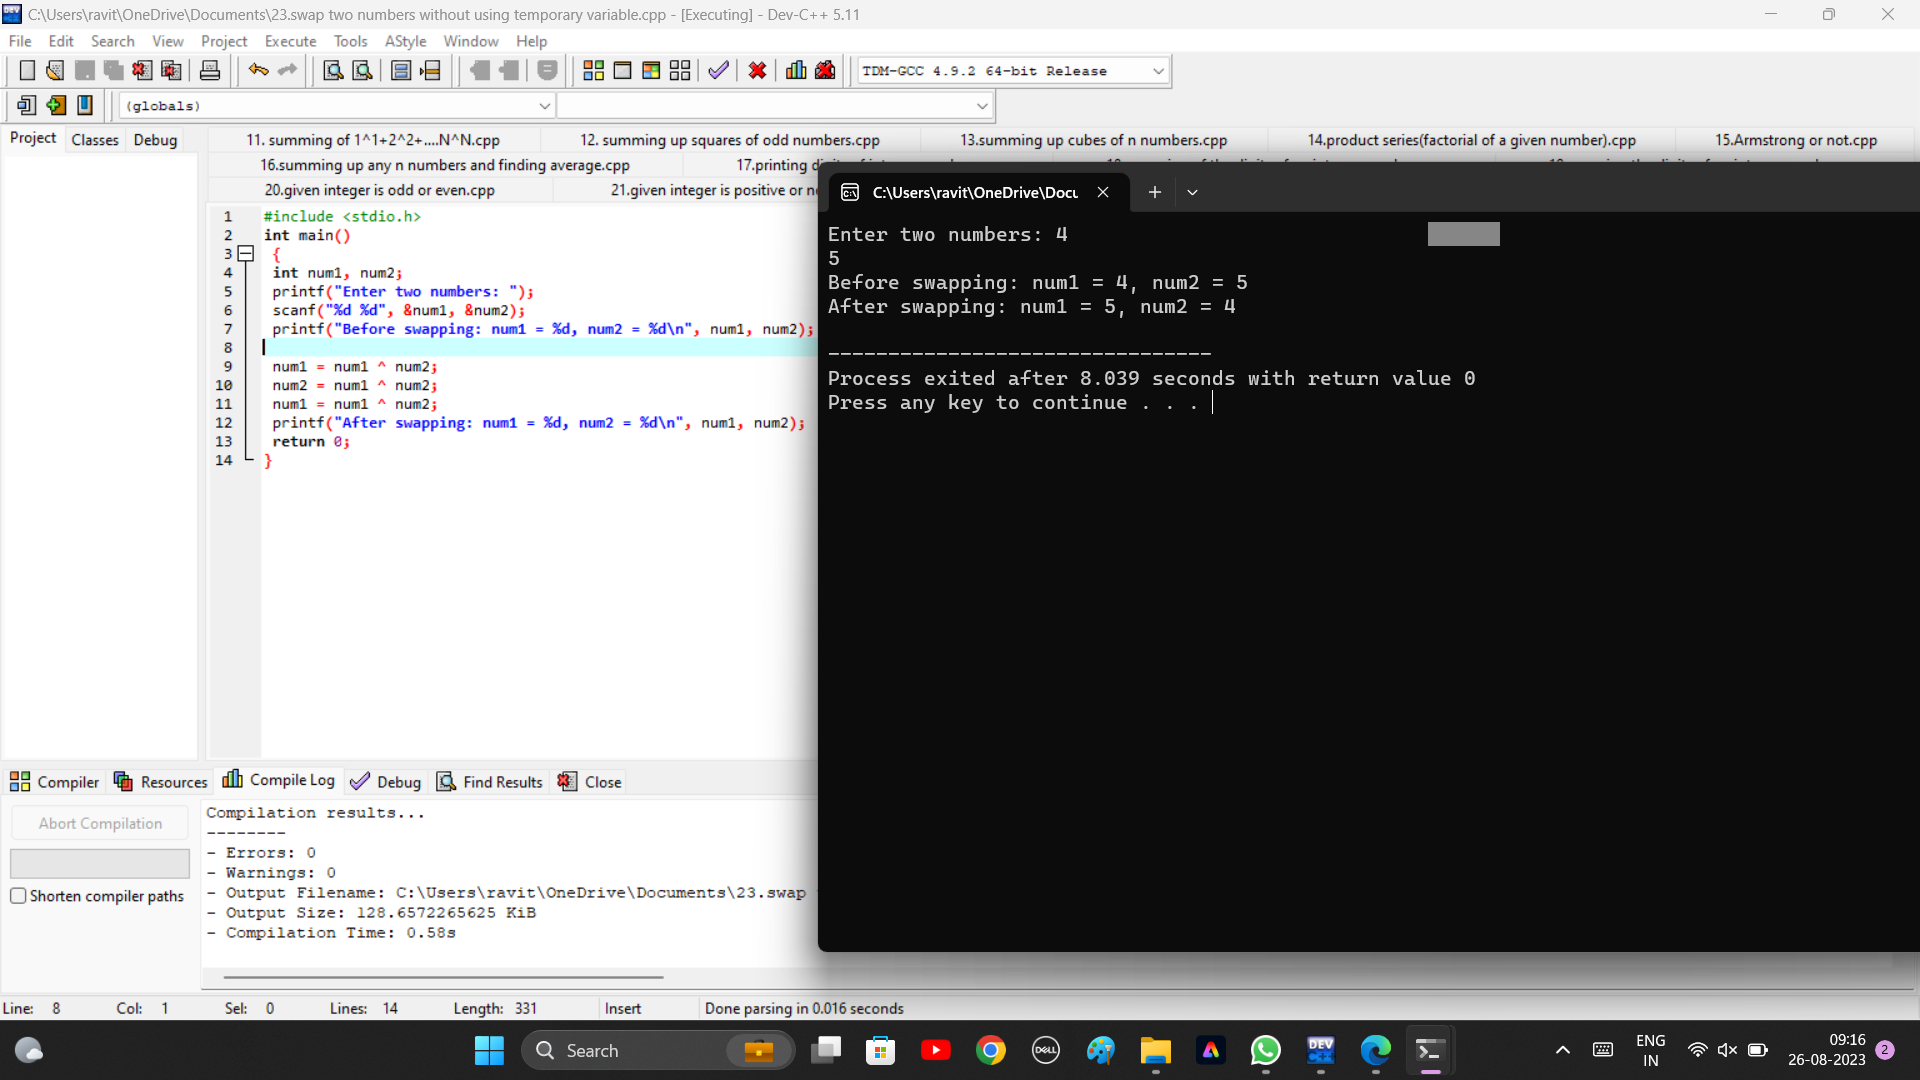 C:\Users\ravit\OneDrive\Documents\23.swap two numbers without using temporary variable.cpp - [Executing] - Dev-C++ 5.11
File Edit Search View Project Execute Tools AStyle Window Help
TDM-GCC 4.9.2 64-bit Release
(globals)
Project Classes Debug
11. summing of 1^1+2^2+....N^N.cpp 12. summing up squares of odd numbers.cpp 13.summing up cubes of n numbers.cpp 14.product series(factorial of a given number).cpp 15.Armstrong or not.cpp
16.summing up any n numbers and finding average.cpp 17.printing
20.given integer is odd or even.cpp 21.given integer is positive or
1 #include <stdio.h>
2 int main()
3 {
4 int num1, num2;
5 printf("Enter two numbers: ");
6 scanf("%d %d", &num1, &num2);
7 printf("Before swapping: num1 = %d, num2 = %d\n", num1, num2);
8
9 num1 = num1 ^ num2;
10 num2 = num1 ^ num2;
11 num1 = num1 ^ num2;
12 printf("After swapping: num1 = %d, num2 = %d\n", num1, num2);
13 return 0;
14 }
C:\Users\ravit\OneDrive\Docu
Enter two numbers: 4
5
Before swapping: num1 = 4, num2 = 5
After swapping: num1 = 5, num2 = 4
--------------------------------
Process exited after 8.039 seconds with return value 0
Press any key to continue . . .
Compiler Resources Compile Log Debug Find Results Close
Abort Compilation
Shorten compiler paths
Compilation results...
--------
- Errors: 0
- Warnings: 0
- Output Filename: C:\Users\ravit\OneDrive\Documents\23.swap
- Output Size: 128.6572265625 KiB
- Compilation Time: 0.58s
Line: 8 Col: 1 Sel: 0 Lines: 14 Length: 331 Insert Done parsing in 0.016 seconds
Search
DELL
DEV
ENG
IN
09:16
26-08-2023
2